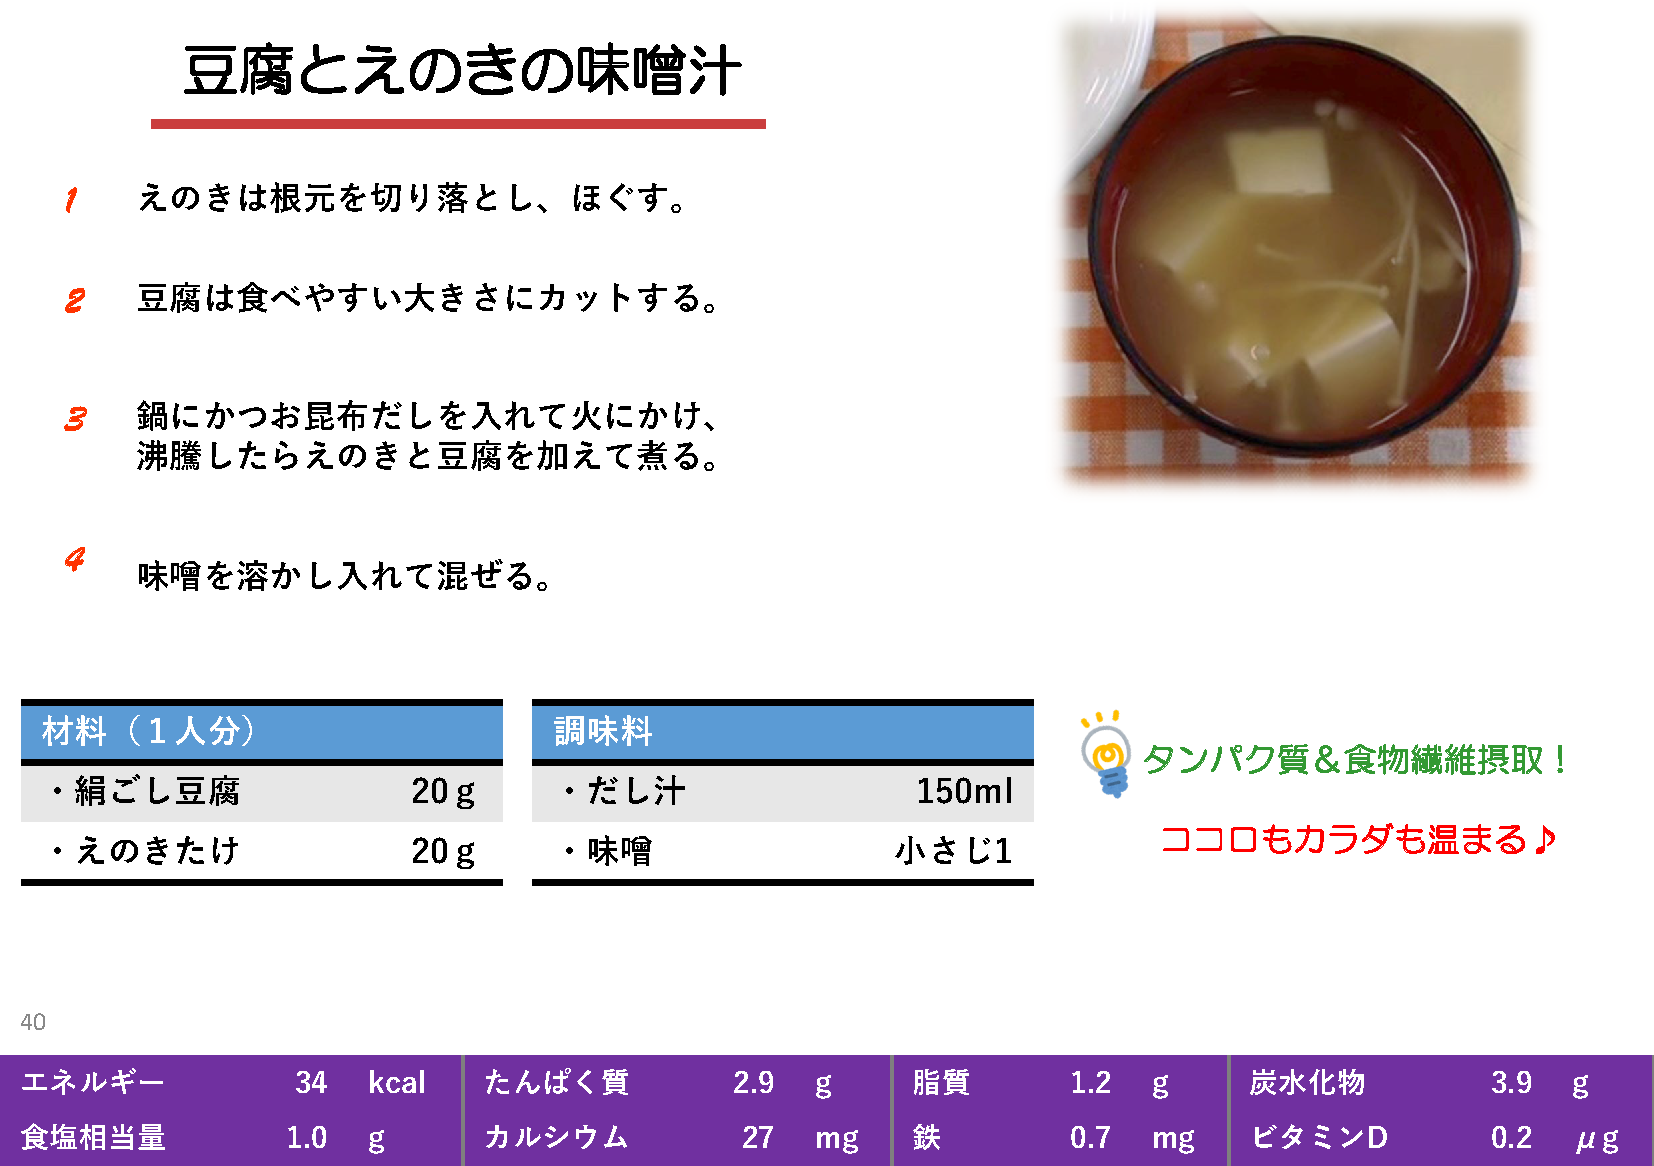 豆腐とえのきの味噌汁
1 えのきは根元を切り落とし、ほぐす。
2 豆腐は食べやすい大きさにカットする。
3 鍋にかつお昆布だしを入れて火にかけ、
沸騰したらえのきと豆腐を加えて煮る。
4 味噌を溶かし入れて混ぜる。
材料（１人分）
・絹ごし豆腐 20ｇ
・えのきたけ 20ｇ
調味料
・だし汁 150ml
・味噌 小さじ1
タンパク質＆食物繊維摂取！
ココロもカラダも温まる♪
40
エネルギー 34 kcal たんぱく質 2.9 g 脂質 1.2 g 炭水化物 3.9 g
食塩相当量 1.0 g カルシウム 27 mg 鉄 0.7 mg ビタミンD 0.2 μg